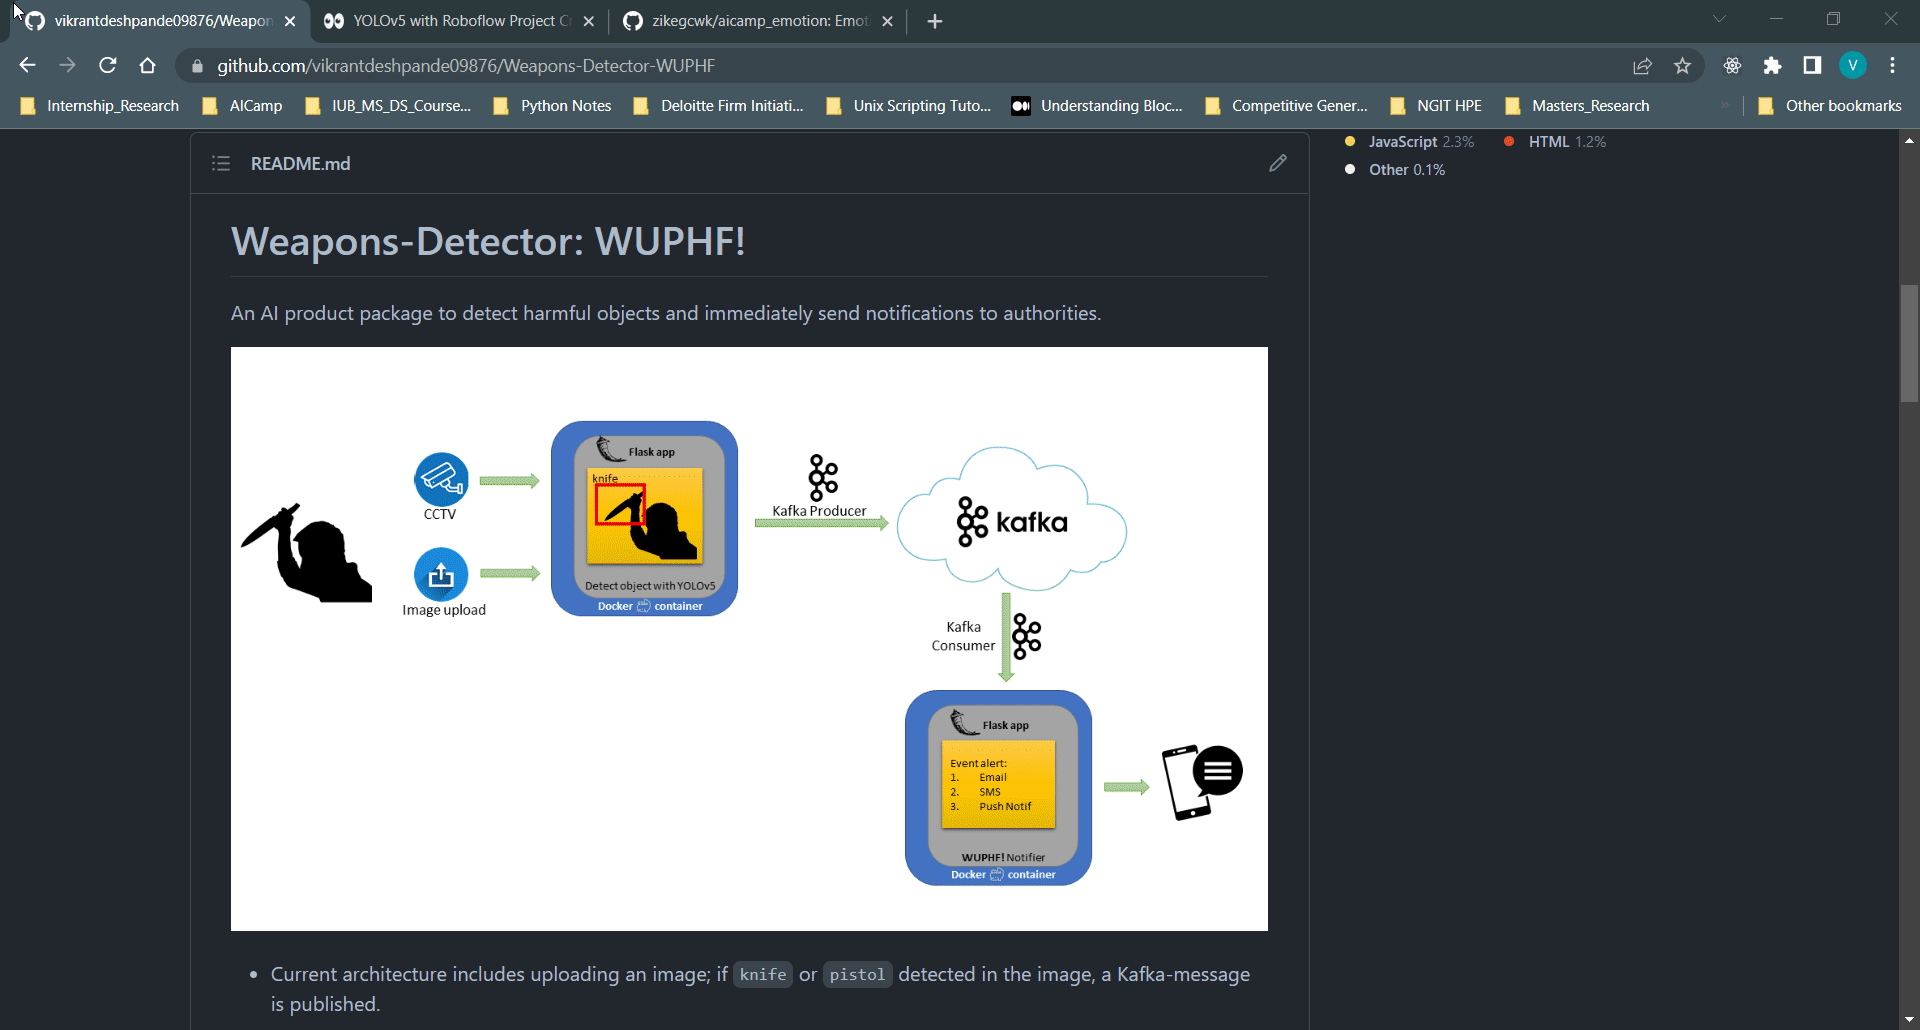 vikrantdeshpande09876/Weapon
YOLOv5 with Roboflow Project C
zikegcwk/aicamp_emotion: Emot
github.com/vikrantdeshpande09876/Weapons-Detector-WUPHF
V
Internship_Research
AICamp
IUB_MS_DS_Course...
Python Notes
Deloitte Firm Initiati...
Unix Scripting Tuto...
Understanding Bloc...
Competitive Gener...
NGIT HPE
Masters_Research
»
Other bookmarks
JavaScript 2.3%
HTML 1.2%
Other 0.1%
README.md
Weapons-Detector: WUPHF!
An AI product package to detect harmful objects and immediately send notifications to authorities.
CCTV
Image upload
Flask app
knife
Detect object with YOLOv5
Docker container
Kafka Producer
kafka
Kafka
Consumer
Flask app
Event alert:
1. Email
2. SMS
3. Push Notif
WUPHF! Notifier
Docker container
• Current architecture includes uploading an image; if knife or pistol detected in the image, a Kafka-message
is published.